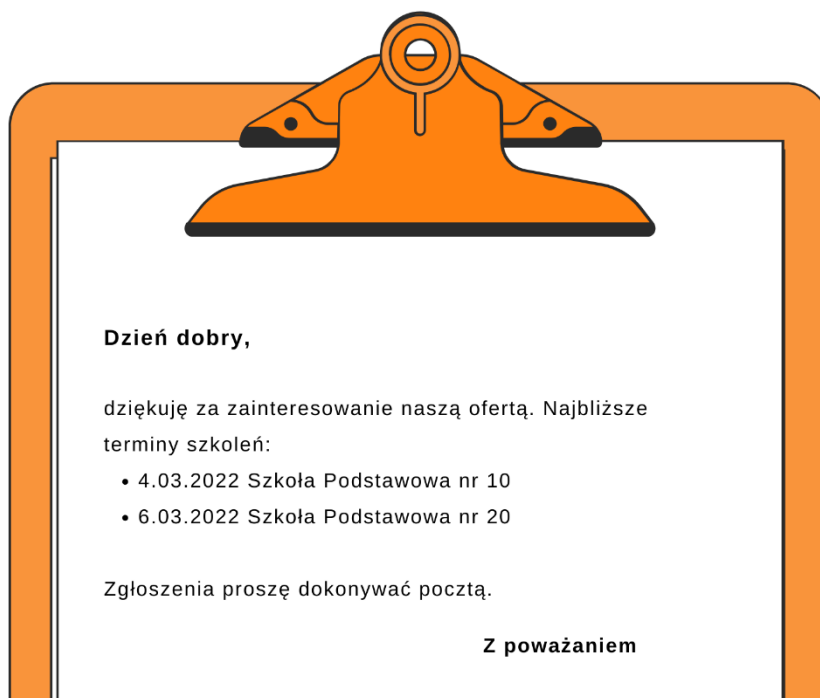 Dzień dobry,
dziękuję za zainteresowanie naszą ofertą. Najbliższe
terminy szkoleń:
• 4.03.2022 Szkoła Podstawowa nr 10
• 6.03.2022 Szkoła Podstawowa nr 20
Zgłoszenia proszę dokonywać pocztą.
Z poważaniem